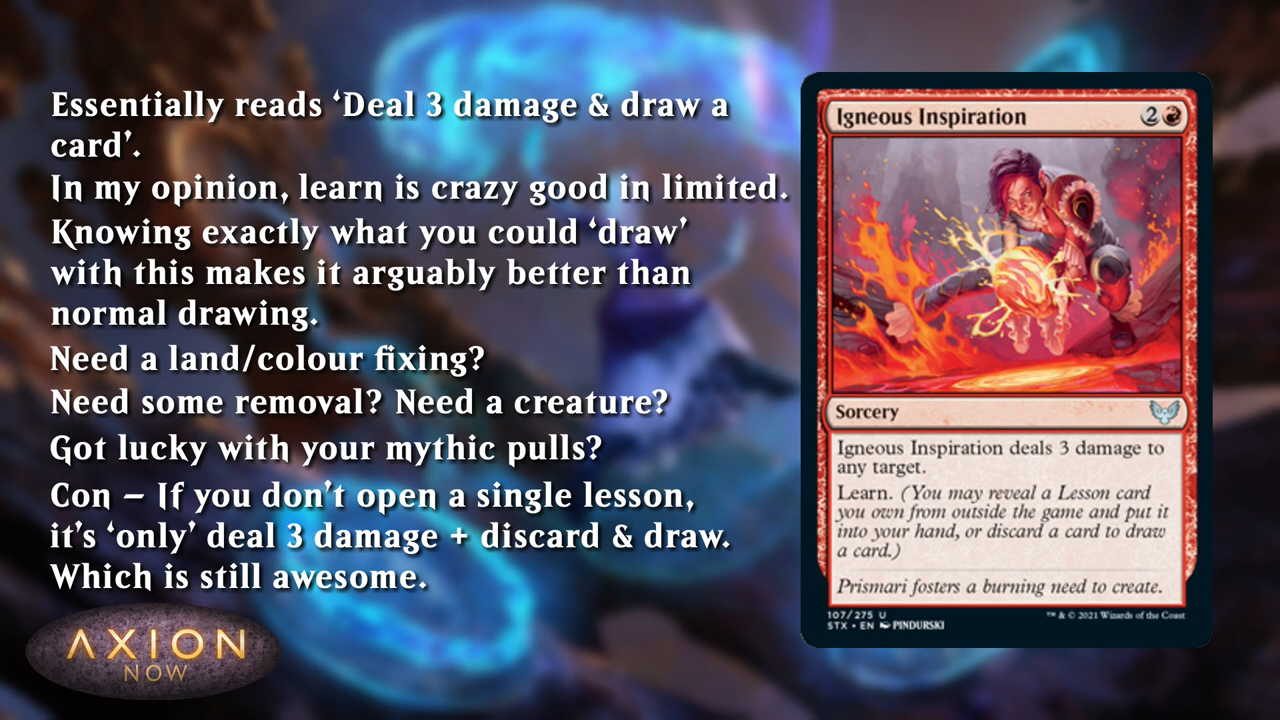 Essentially reads ‘Deal 3 damage & draw a
card’.
In my opinion, learn is crazy good in limited.
Knowing exactly what you could ‘draw’
with this makes it arguably better than
normal drawing.
Need a land/colour fixing?
Need some removal? Need a creature?
Got lucky with your mythic pulls?
Con – If you don’t open a single lesson,
it’s ‘only’ deal 3 damage + discard & draw.
Which is still awesome.
AXION
NOW
Igneous Inspiration 2
Sorcery
Igneous Inspiration deals 3 damage to
any target.
Learn. (You may reveal a Lesson card
you own from outside the game and put it
into your hand, or discard a card to draw
a card.)
Prismari fosters a burning need to create.
107/275 U
STX • EN PINDURSKI
™ & © 2021 Wizards of the Coast